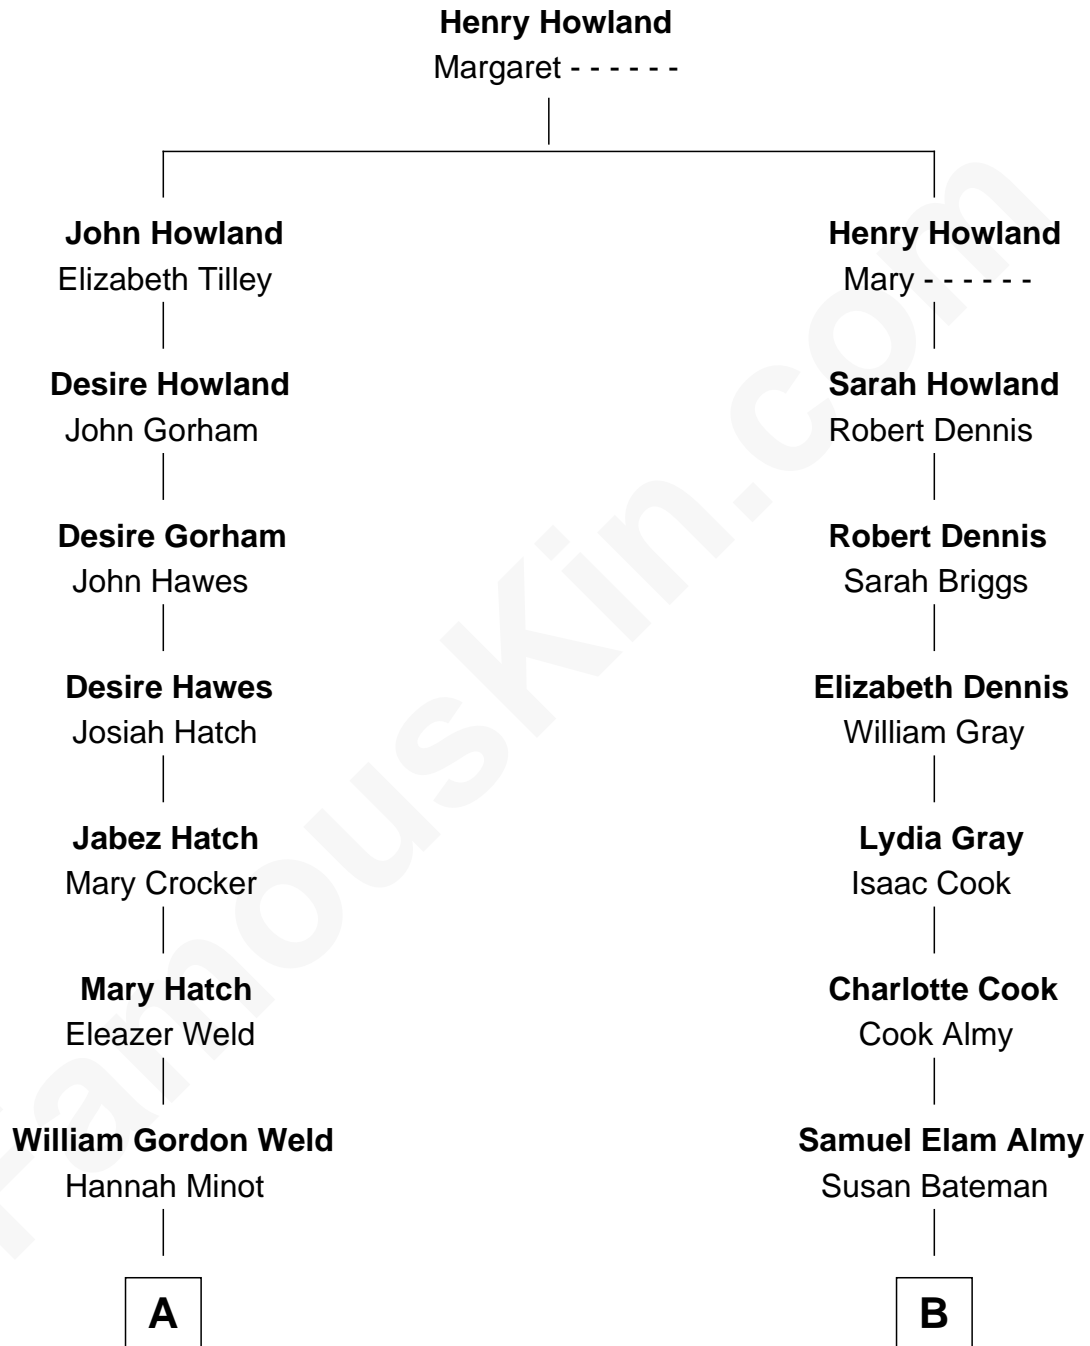 Henry Howland
Margaret - - - - - -
John Howland
Elizabeth Tilley
Henry Howland
Mary - - - - - -
Desire Howland
John Gorham
Sarah Howland
Robert Dennis
Desire Gorham
John Hawes
Robert Dennis
Sarah Briggs
Desire Hawes
Josiah Hatch
Elizabeth Dennis
William Gray
Jabez Hatch
Mary Crocker
Lydia Gray
Isaac Cook
Mary Hatch
Eleazer Weld
Charlotte Cook
Cook Almy
William Gordon Weld
Hannah Minot
Samuel Elam Almy
Susan Bateman
A
B
FamousKin.com